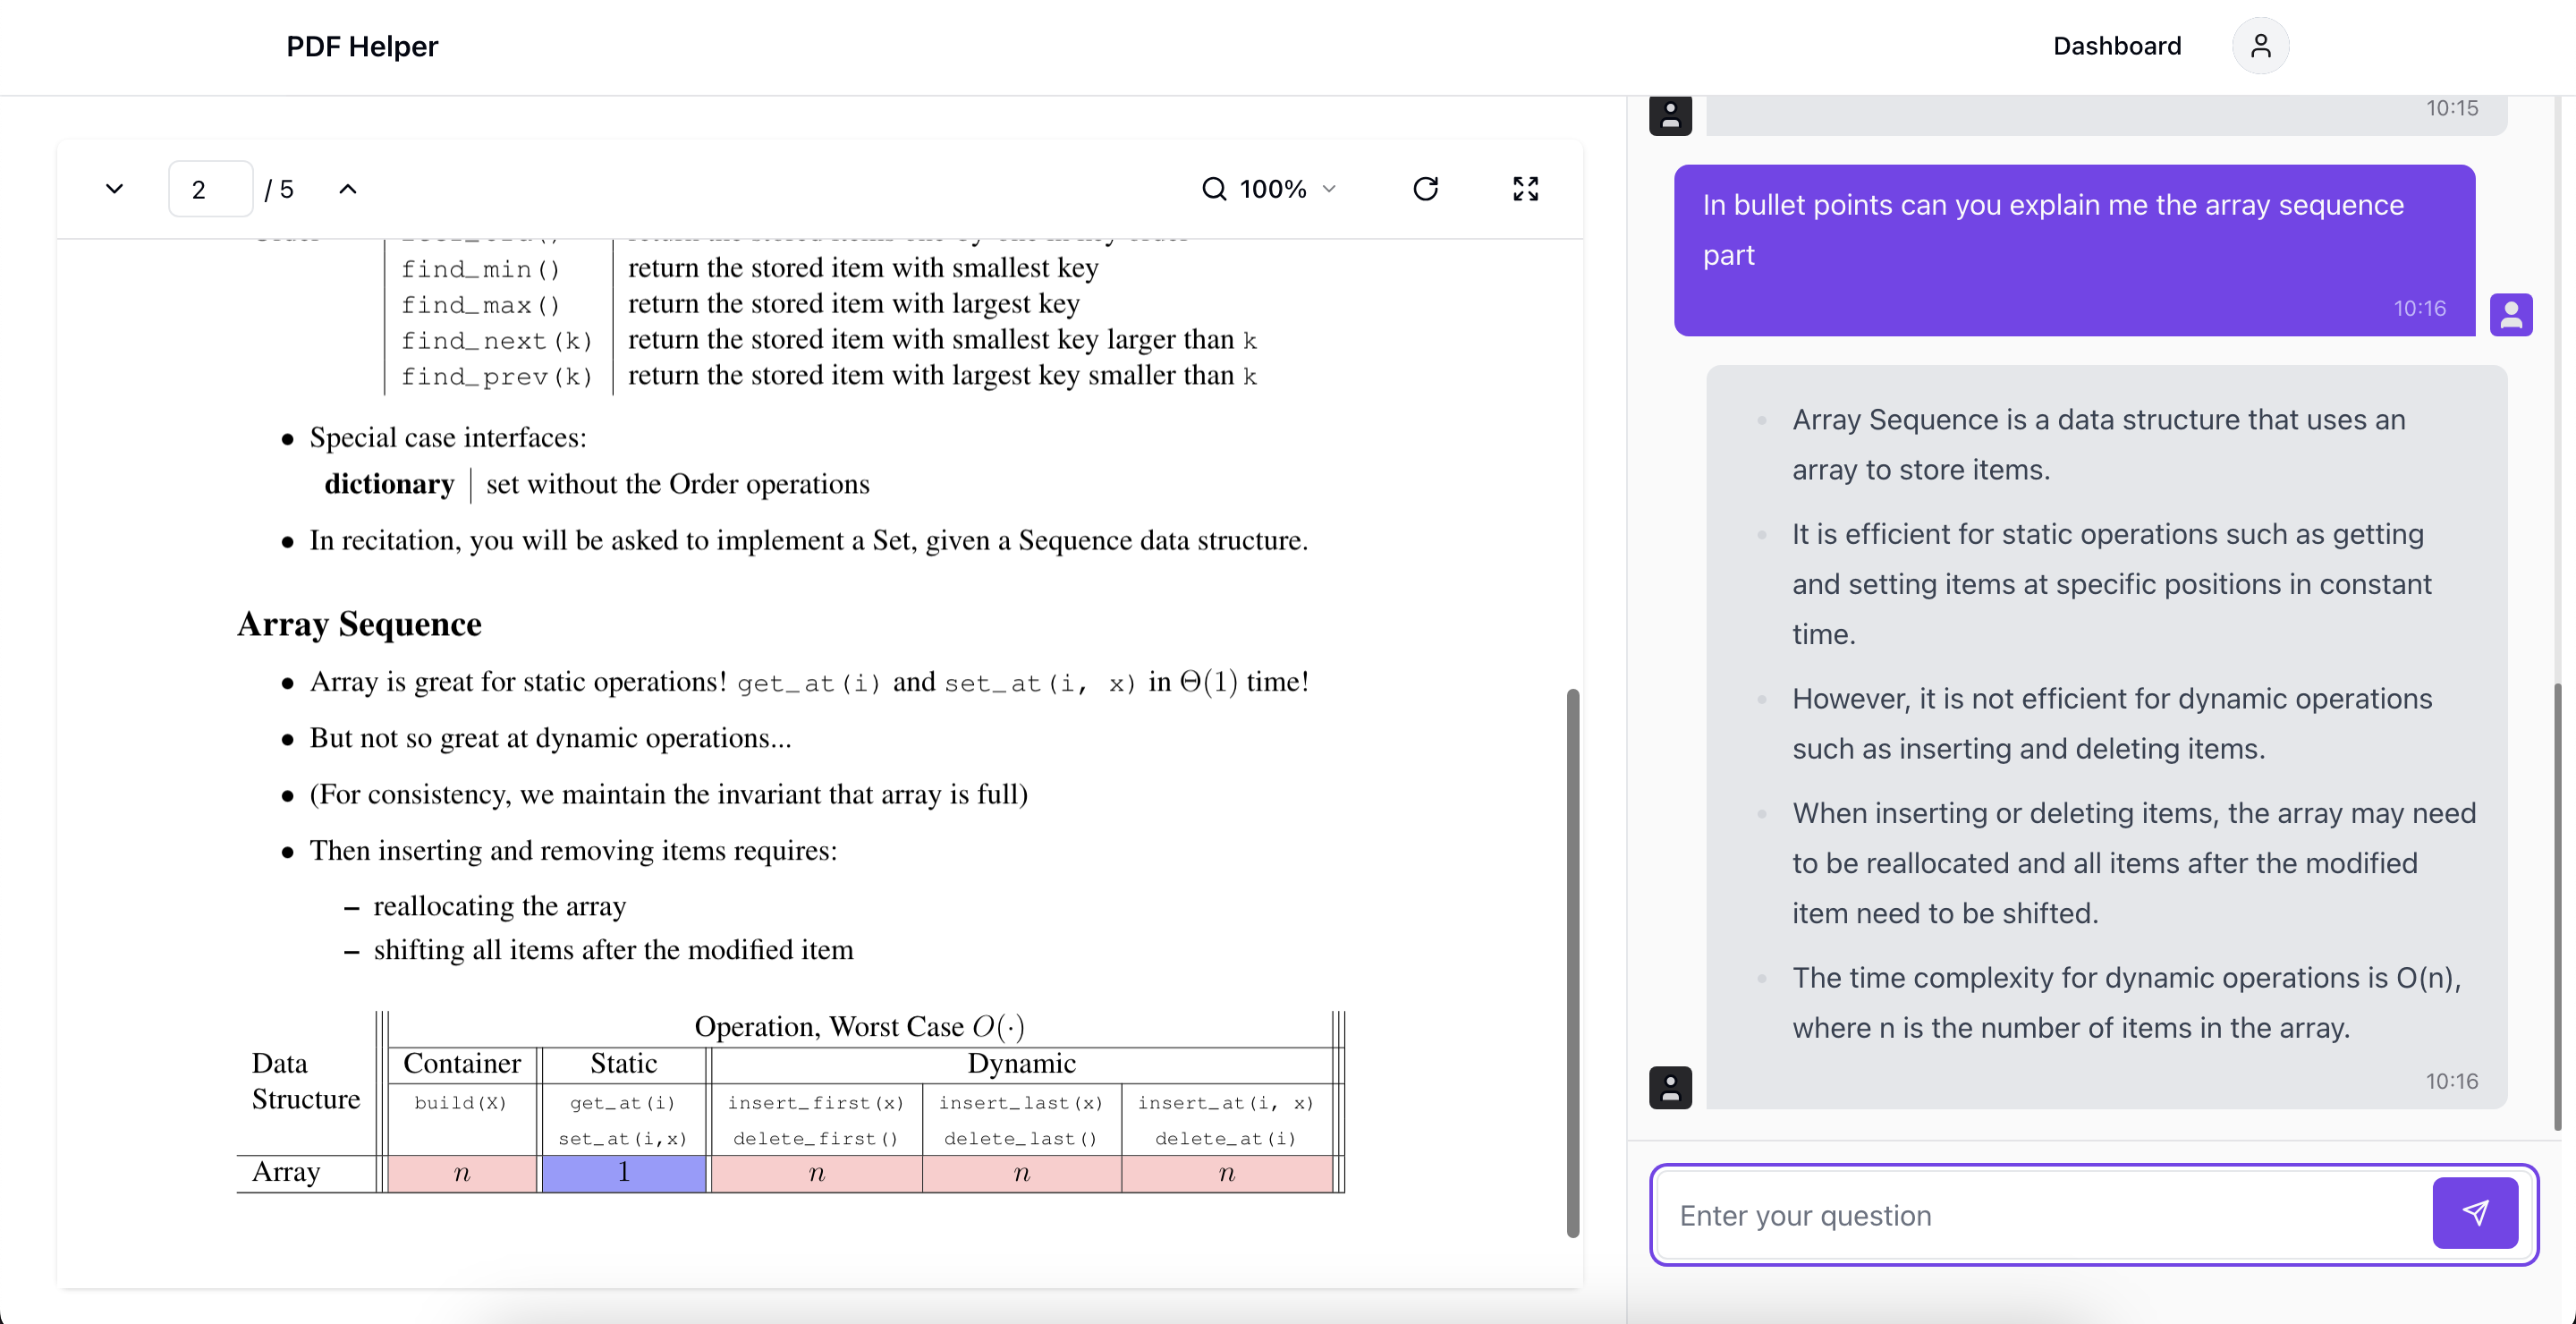 PDF Helper
Dashboard
2 / 5
100%
find_min()
return the stored item with smallest key
find_max()
return the stored item with largest key
find_next(k)
return the stored item with smallest key larger than k
find_prev(k)
return the stored item with largest key smaller than k
• Special case interfaces:
dictionary | set without the Order operations
• In recitation, you will be asked to implement a Set, given a Sequence data structure.
Array Sequence
• Array is great for static operations! get_at(i) and set_at(i, x) in Θ(1) time!
• But not so great at dynamic operations...
• (For consistency, we maintain the invariant that array is full)
• Then inserting and removing items requires:
– reallocating the array
– shifting all items after the modified item
Operation, Worst Case O(·)
Data Structure
Container
Static
Dynamic
build(X)
get_at(i)
insert_first(x)
insert_last(x)
insert_at(i, x)
set_at(i,x)
delete_first()
delete_last()
delete_at(i)
Array
n
1
n
n
n
10:15
In bullet points can you explain me the array sequence
part
10:16
• Array Sequence is a data structure that uses an
array to store items.
• It is efficient for static operations such as getting
and setting items at specific positions in constant
time.
• However, it is not efficient for dynamic operations
such as inserting and deleting items.
• When inserting or deleting items, the array may need
to be reallocated and all items after the modified
item need to be shifted.
• The time complexity for dynamic operations is O(n),
where n is the number of items in the array.
10:16
Enter your question